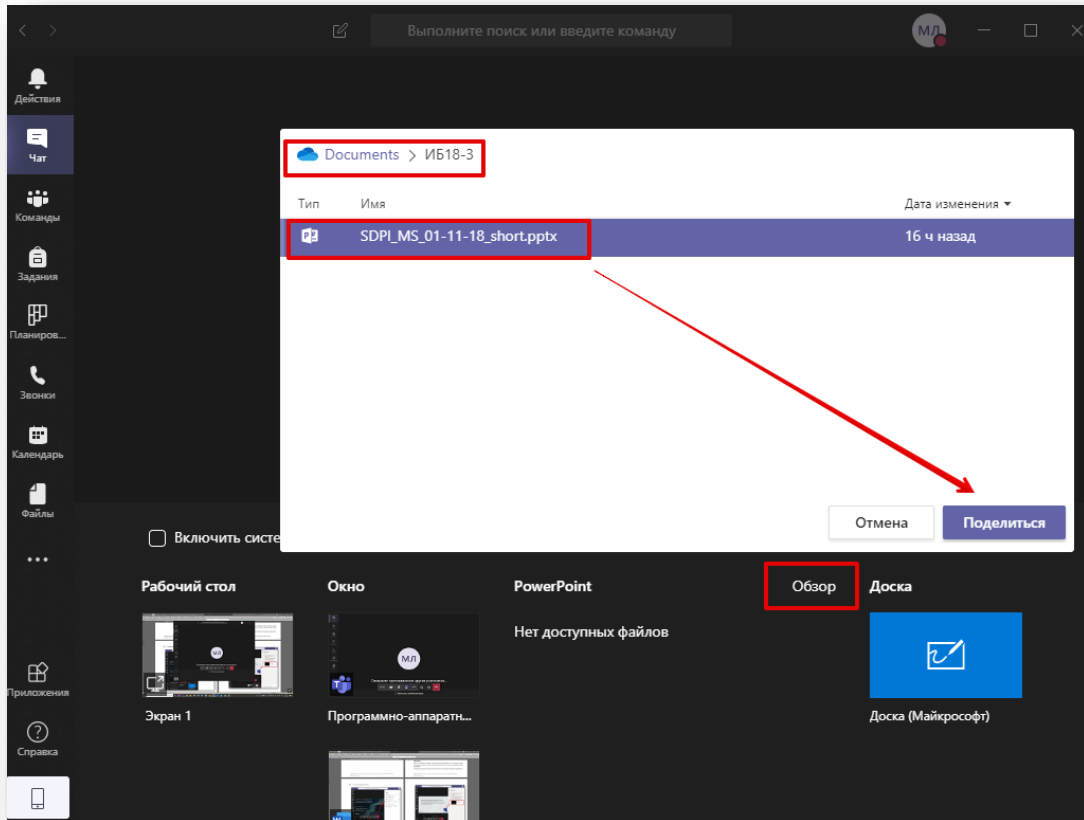 Выполните поиск или введите команду
МЛ
Действия
Чат
Команды
Задания
Планиров...
Звонки
Календарь
Файлы
Приложения
Справка
Documents > ИБ18-3
Тип Имя Дата изменения
SDPI_MS_01-11-18_short.pptx 16 ч назад
Отмена Поделиться
Включить систе
Рабочий стол Окно PowerPoint Обзор Доска
Нет доступных файлов
МЛ
Экран 1 Программно-аппаратн... Доска (Майкрософт)